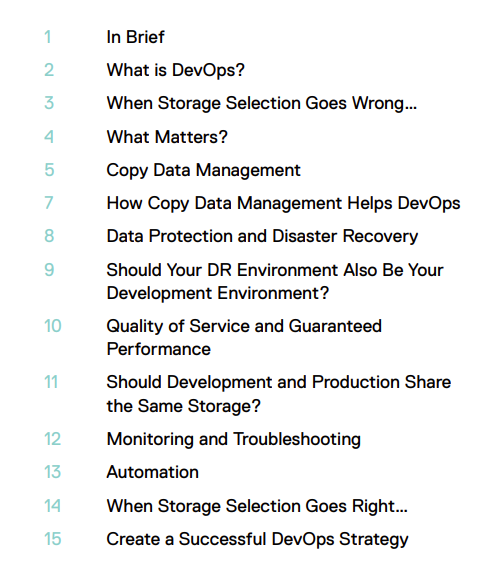 1 In Brief
2 What is DevOps?
3 When Storage Selection Goes Wrong...
4 What Matters?
5 Copy Data Management
7 How Copy Data Management Helps DevOps
8 Data Protection and Disaster Recovery
9 Should Your DR Environment Also Be Your
Development Environment?
10 Quality of Service and Guaranteed
Performance
11 Should Development and Production Share
the Same Storage?
12 Monitoring and Troubleshooting
13 Automation
14 When Storage Selection Goes Right...
15 Create a Successful DevOps Strategy